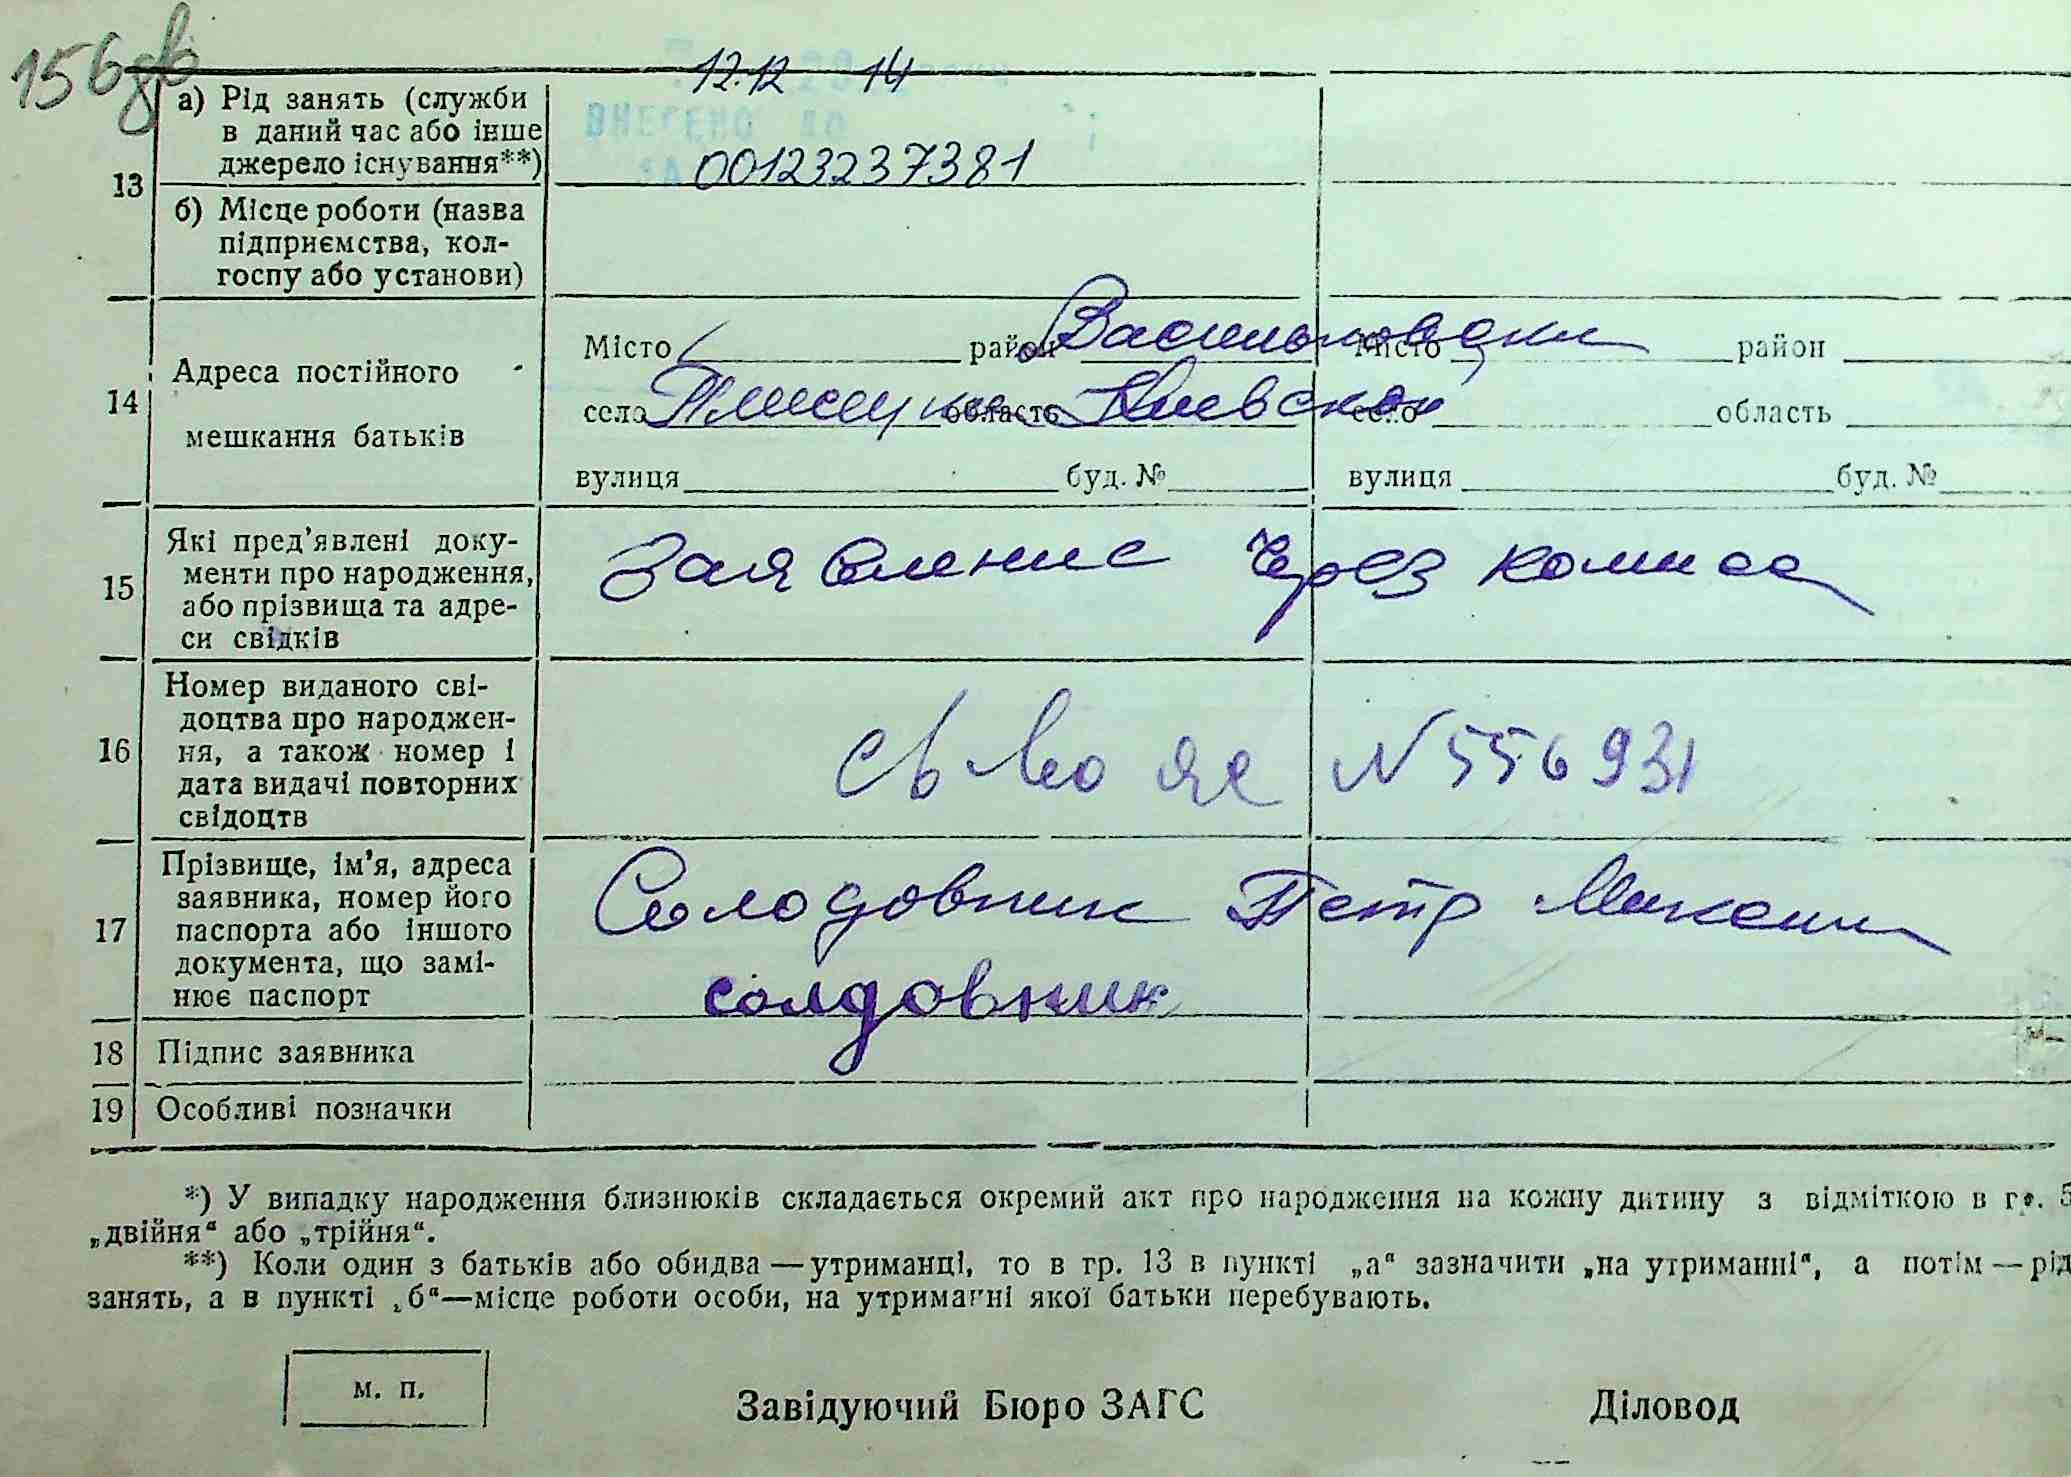 156зв
12.12 14
ВНЕСЕНО ДО
00123237381
13
а) Рід занять (служби
в даний час або інше
джерело існування**)
б) Місце роботи (назва
підприємства, кол-
госпу або установи)
14
Адреса постійного
мешкання батьків
Місто район Васильковский Місто район
село область Киевская село область
вулиця буд. № вулиця буд. №
15
Які пред’явлені доку-
менти про народження,
або прізвища та адре-
си свідків
Заявление через комисс
16
Номер виданого сві-
доцтва про народжен-
ня, а також номер і
дата видачі повторних
свідоцтв
св-во яе N 556931
17
Прізвище, ім’я, адреса
заявника, номер його
паспорта або іншого
документа, що замі-
нює паспорт
Солодовник Петр Максим
солдовник
18 Підпис заявника
19 Особливі позначки
*) У випадку народження близнюків складається окремий акт про народження на кожну дитину з відміткою в гр. 5
„двійня“ або „трійня“.
**) Коли один з батьків або обидва — утриманці, то в гр. 13 в пункті „а“ зазначити „на утриманні“, а потім — рід
занять, а в пункті „б“—місце роботи особи, на утриманні якої батьки перебувають.
м. п.
Завідуючий Бюро ЗАГС Діловод